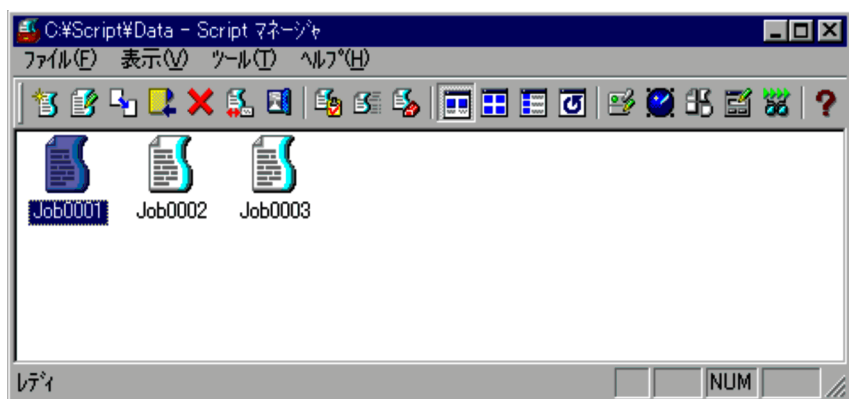 C:¥Script¥Data - Script ﾏﾈｰｼﾞｬ
ﾌｧｲﾙ(F) 表示(V) ﾂｰﾙ(T) ﾍﾙﾌﾟ(H)
Job0001 Job0002 Job0003
ﾚﾃﾞｨ NUM